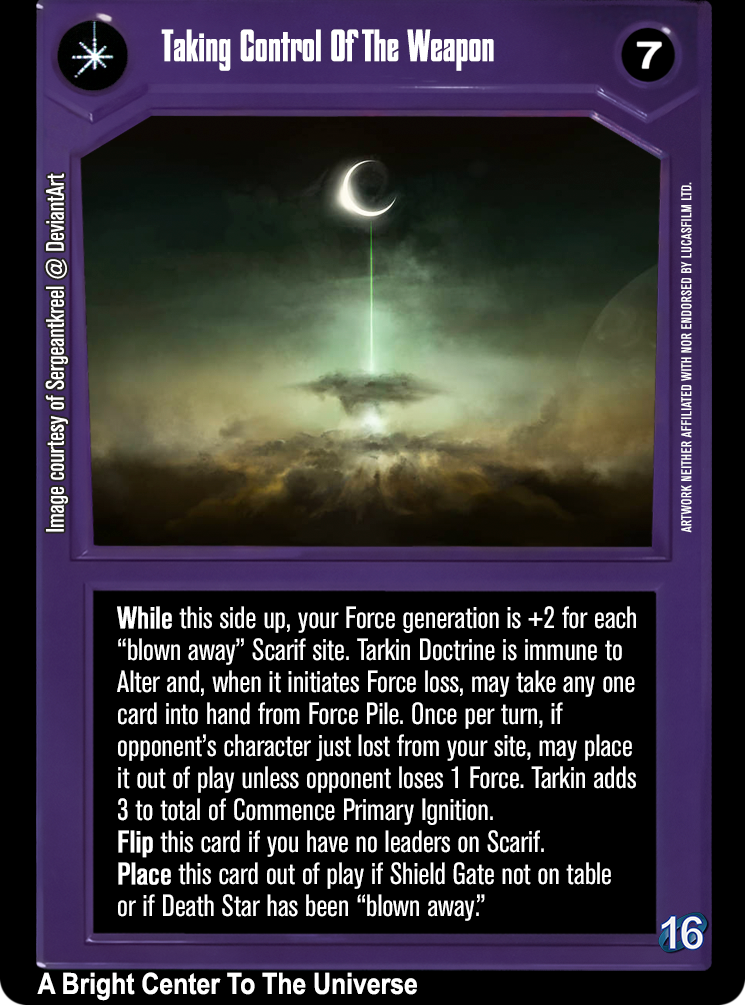 Taking Control Of The Weapon
7
Image courtesy of Sergeantkreel @ DeviantArt
ARTWORK NEITHER AFFILIATED WITH NOR ENDORSED BY LUCASFILM LTD.
While this side up, your Force generation is +2 for each
“blown away” Scarif site. Tarkin Doctrine is immune to
Alter and, when it initiates Force loss, may take any one
card into hand from Force Pile. Once per turn, if
opponent’s character just lost from your site, may place
it out of play unless opponent loses 1 Force. Tarkin adds
3 to total of Commence Primary Ignition.
Flip this card if you have no leaders on Scarif.
Place this card out of play if Shield Gate not on table
or if Death Star has been “blown away.”
16
A Bright Center To The Universe